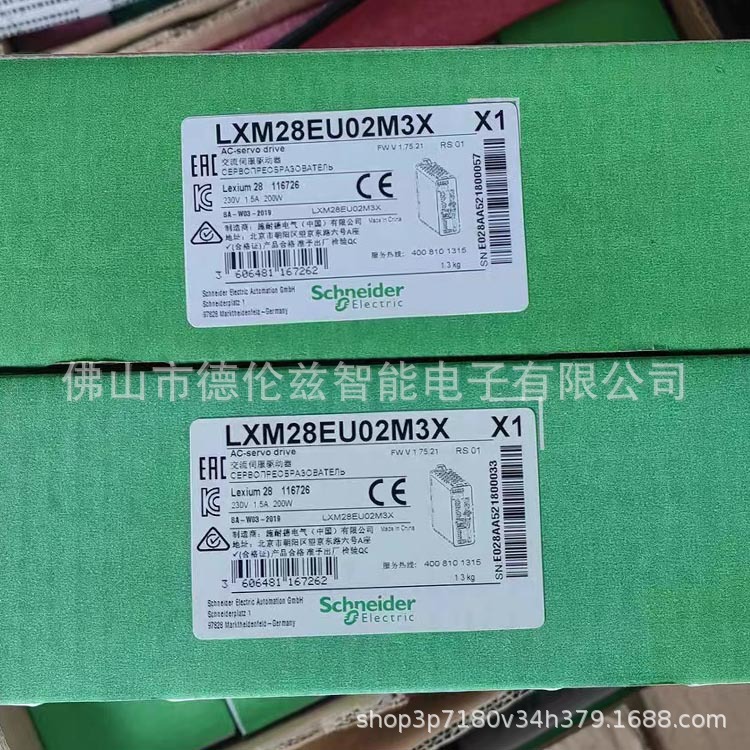 LXM28EU02M3X X1
AC-servo drive FW V 1.75.21 RS 01
交流伺服驱动器
СЕРВОПРЕОБРАЗОВАТЕЛЬ
EAC
Lexium 28 116726
230V 1.5A 200W
CE
8A-W03-2019 LXM28EU02M3X Made in China
制造商：施耐德电气（中国）有限公司
地址：北京市朝阳区望京东路六号A座
✓(合格证)产品合格 准予出厂 检验QC
服务热线: 400 810 1315
3 606481 167262
1.3 kg
Schneider Electric Automation GmbH
Schneiderplatz 1
97828 Marktheidenfeld-Germany
Schneider
Electric
SN E028AA521800057
佛山市德伦兹智能电子有限公司
LXM28EU02M3X X1
AC-servo drive FW V 1.75.21 RS 01
交流伺服驱动器
СЕРВОПРЕОБРАЗОВАТЕЛЬ
EAC
Lexium 28 116726
230V 1.5A 200W
CE
8A-W03-2019 LXM28EU02M3X Made in China
制造商：施耐德电气（中国）有限公司
地址：北京市朝阳区望京东路六号A座
✓(合格证)产品合格 准予出厂 检验QC
服务热线: 400 810 1315
3 606481 167262
1.3 kg
Schneider Electric Automation GmbH
Schneiderplatz 1
97828 Marktheidenfeld-Germany
Schneider
Electric
SN E028AA521800033
shop3p7180v34h379.1688.com